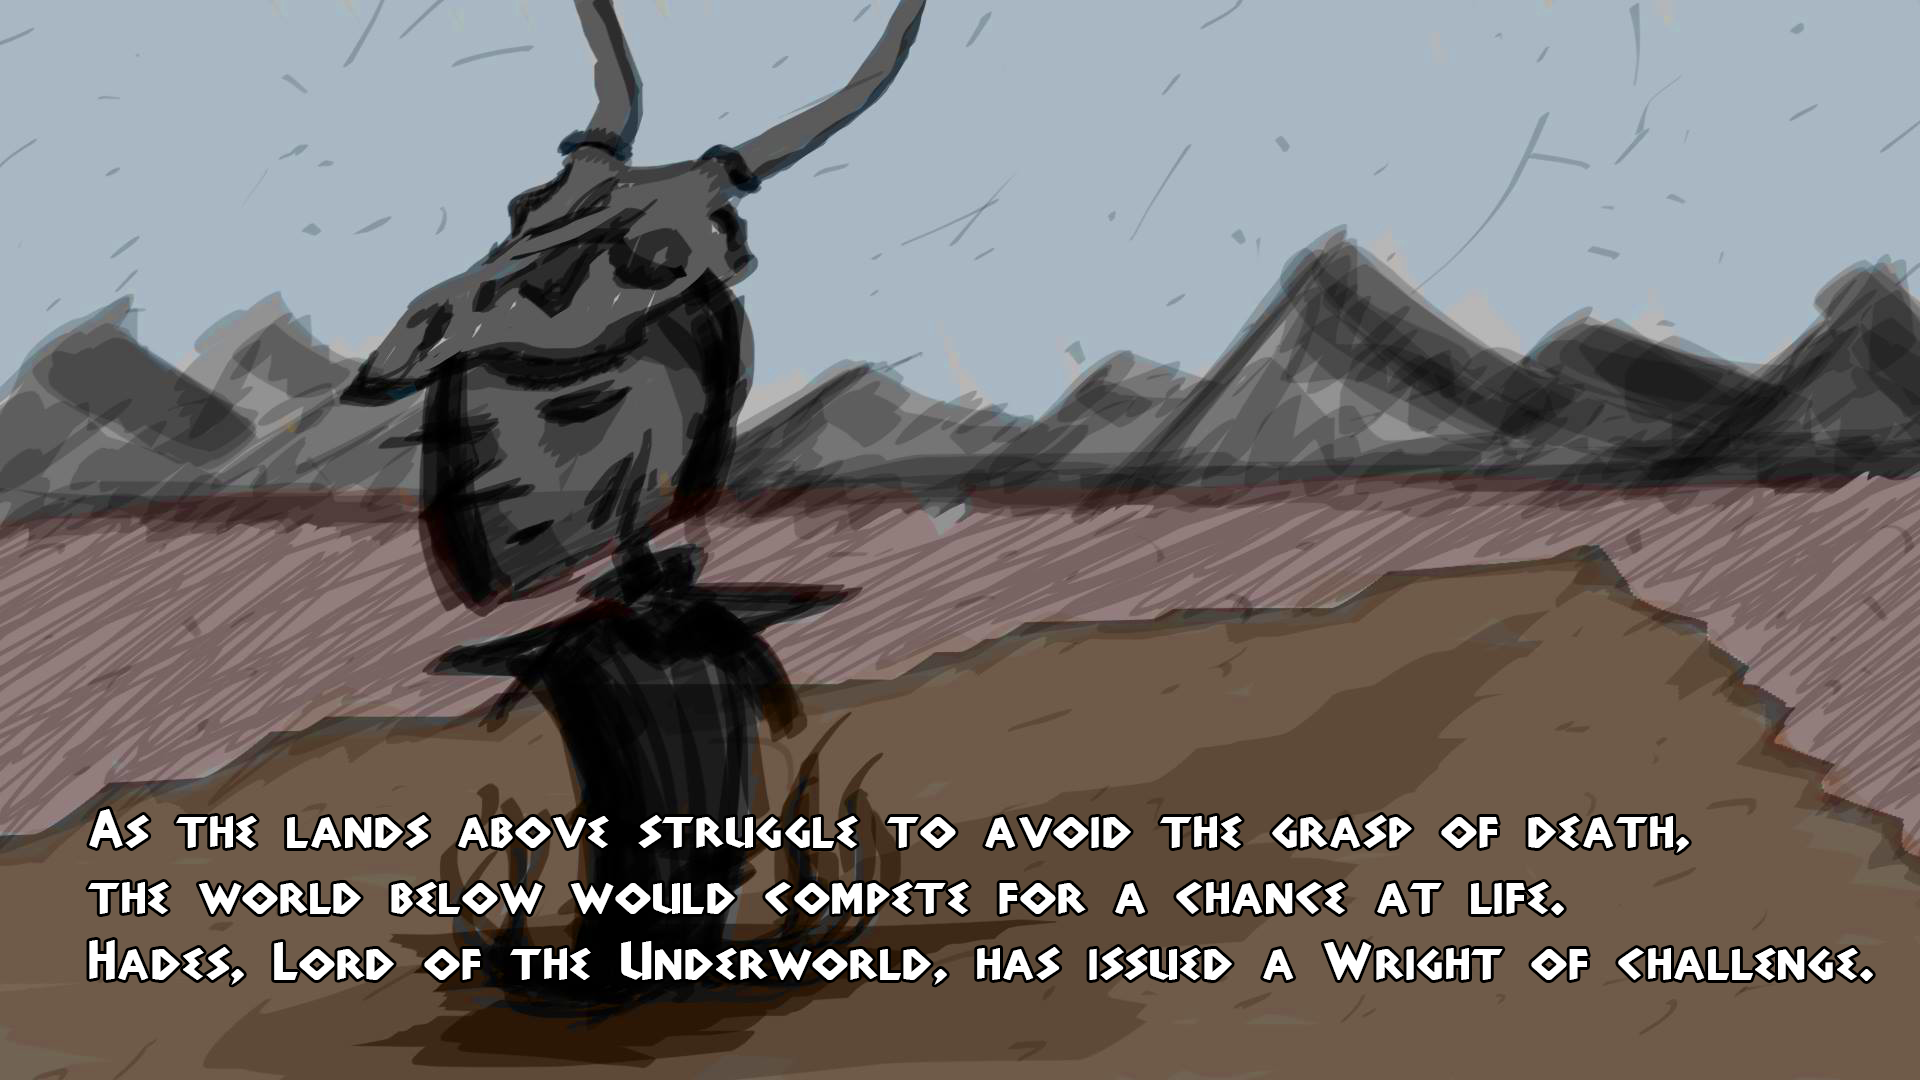 As the lands above struggle to avoid the grasp of death,
the world below would compete for a chance at life.
Hades, Lord of the Underworld, has issued a Wright of challenge.